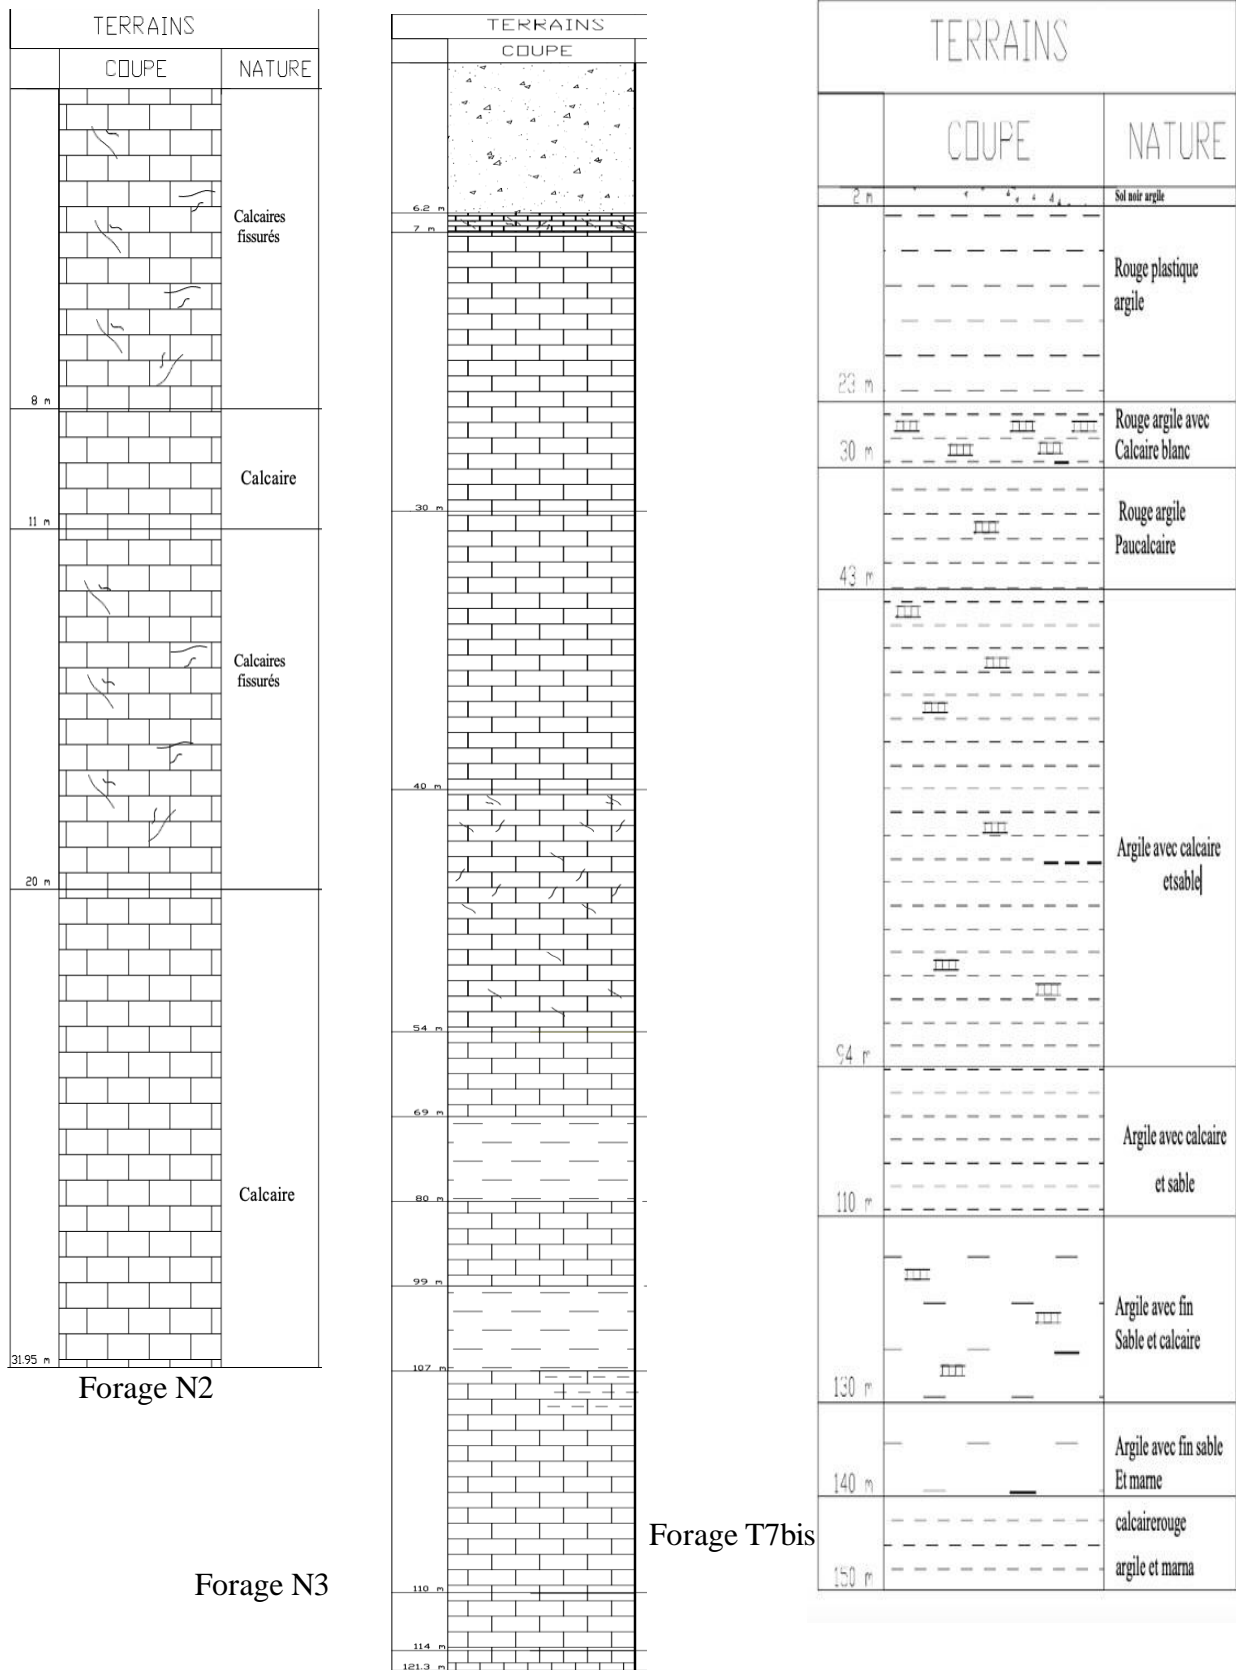 TERRAINS
COUPE
NATURE
Calcaires
fissurés
8 m
Calcaire
11 m
Calcaires
fissurés
20 m
Calcaire
31.95 m
Forage N2
TERRAINS
COUPE
6.2 m
7 m
30 m
40 m
54 m
69 m
80 m
99 m
107 m
110 m
114 m
121.3 m
Forage N3
TERRAINS
COUPE
NATURE
2 m
Sol noir argile
Rouge plastique
argile
23 m
Rouge argile avec
Calcaire blanc
30 m
Rouge argile
Paucalcaire
43 m
Argile avec calcaire
etsable
94 m
Argile avec calcaire
et sable
110 m
Argile avec fin
Sable et calcaire
130 m
Argile avec fin sable
Et marne
140 m
calcairerouge
argile et marna
150 m
Forage T7bis